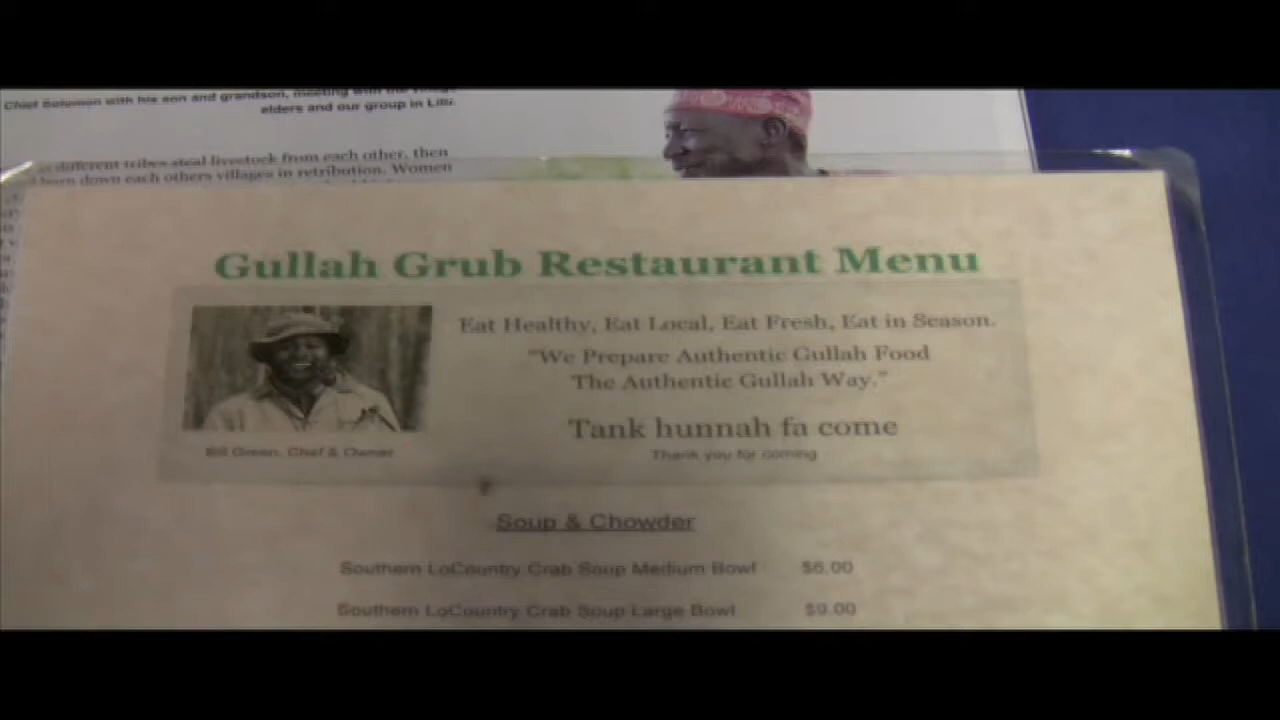 Chief Solomon with his son and grandson, meeting with the
elders and our group in Lilli.
different tribes steal livestock from each other, then
burn down each others villages in retribution. Women
Gullah Grub Restaurant Menu
Eat Healthy, Eat Local, Eat Fresh, Eat in Season.
"We Prepare Authentic Gullah Food
The Authentic Gullah Way."
Tank hunnah fa come
Thank you for coming
Bill Green, Chef & Owner
Soup & Chowder
Southern LoCountry Crab Soup Medium Bowl $6.00
Southern LoCountry Crab Soup Large Bowl $9.00